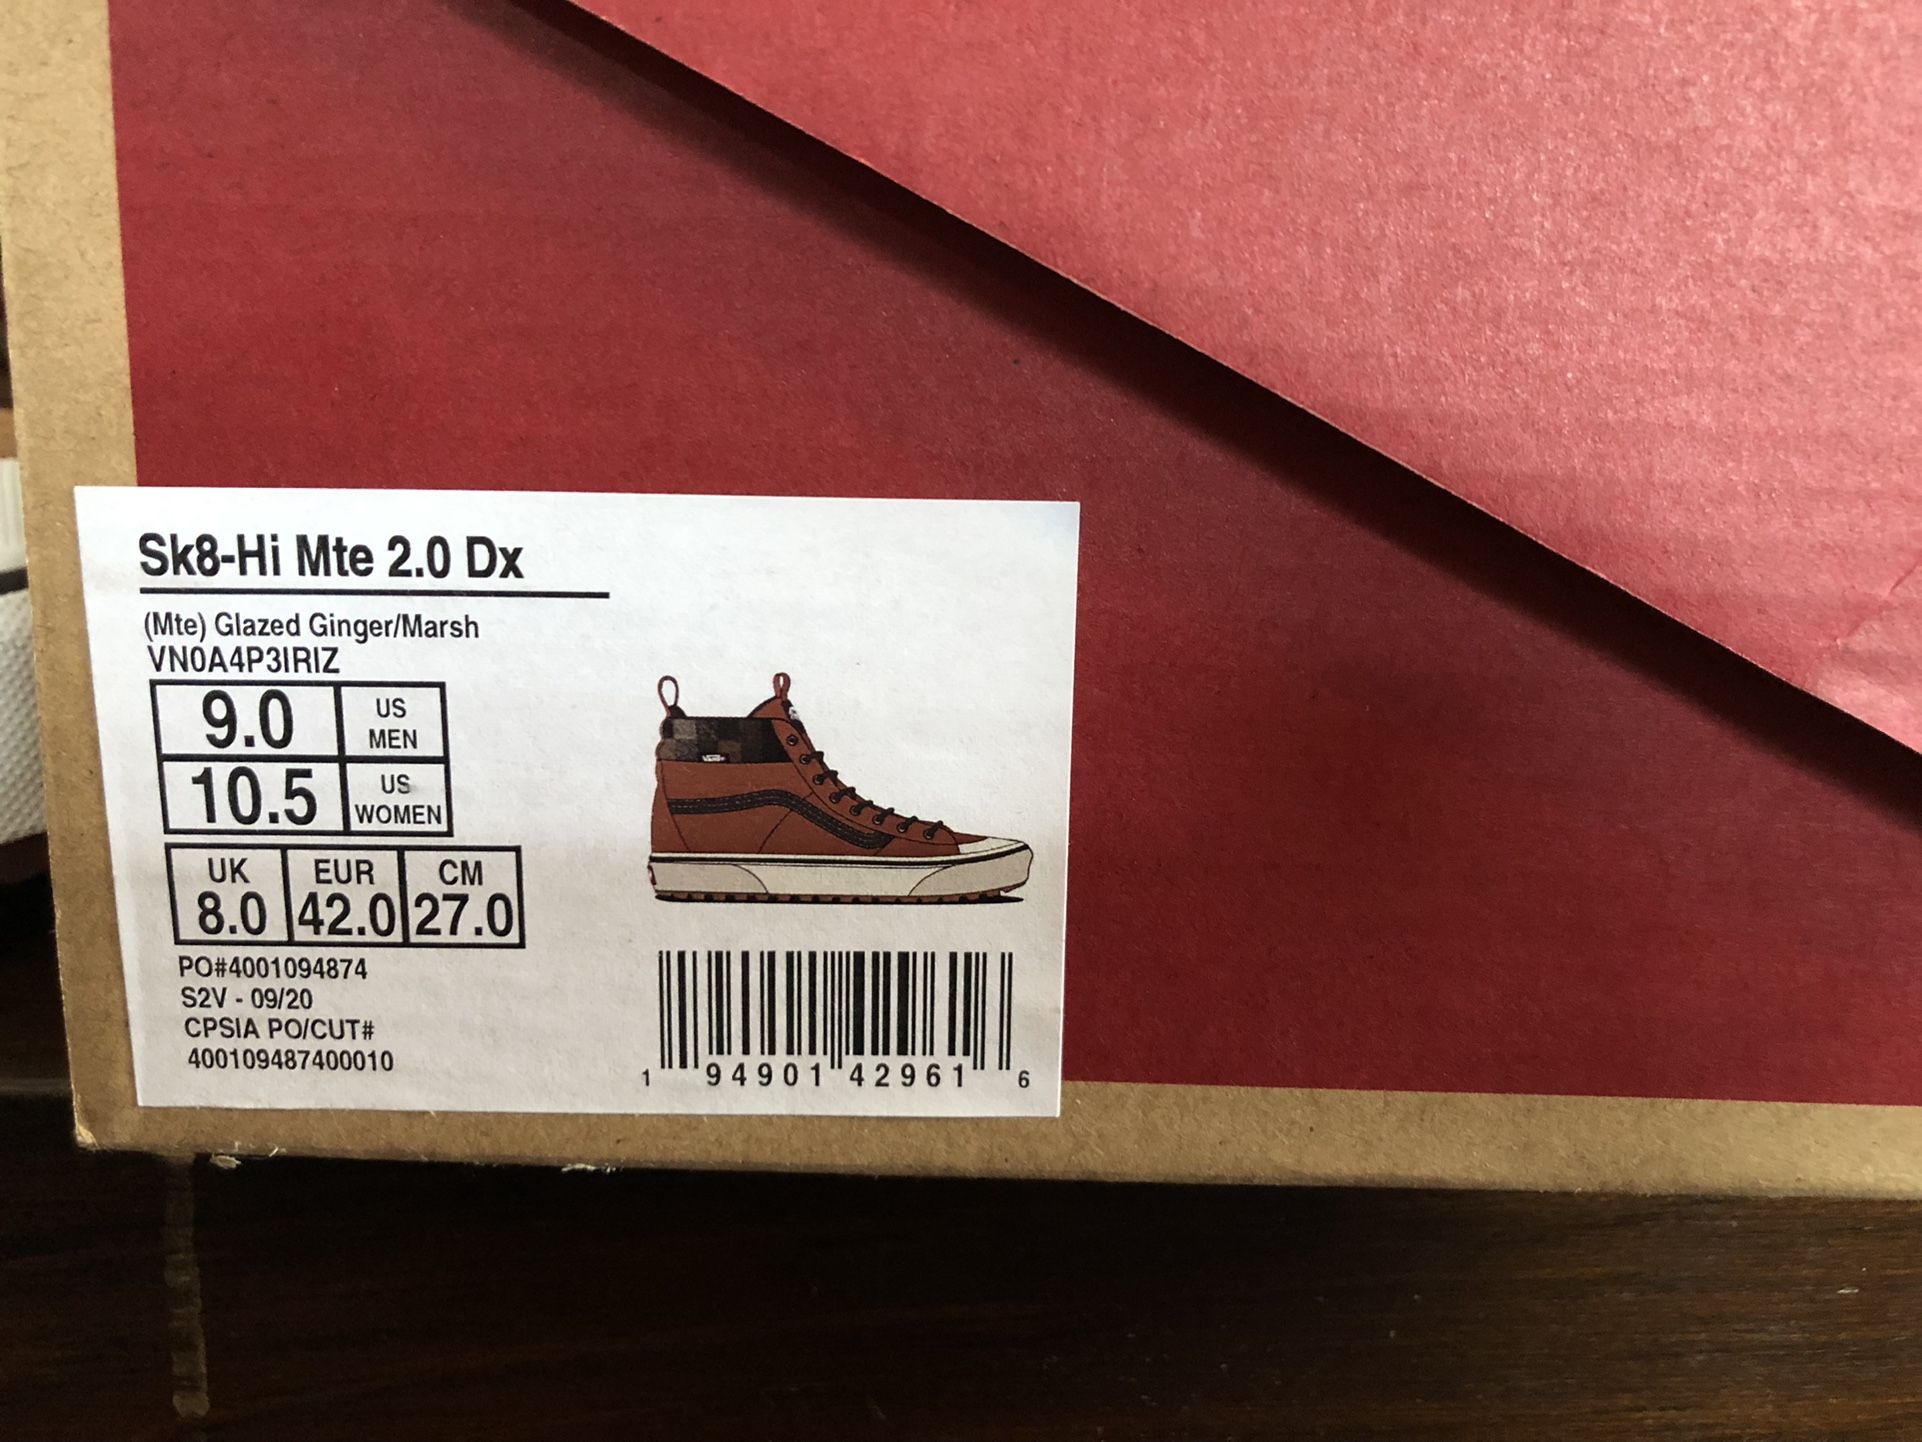 Sk8-Hi Mte 2.0 Dx
(Mte) Glazed Ginger/Marsh
VN0A4P3IRIZ
9.0 US MEN
10.5 US WOMEN
UK EUR CM
8.0 42.0 27.0
PO#4001094874
S2V - 09/20
CPSIA PO/CUT#
400109487400010
1 94901 42961 6